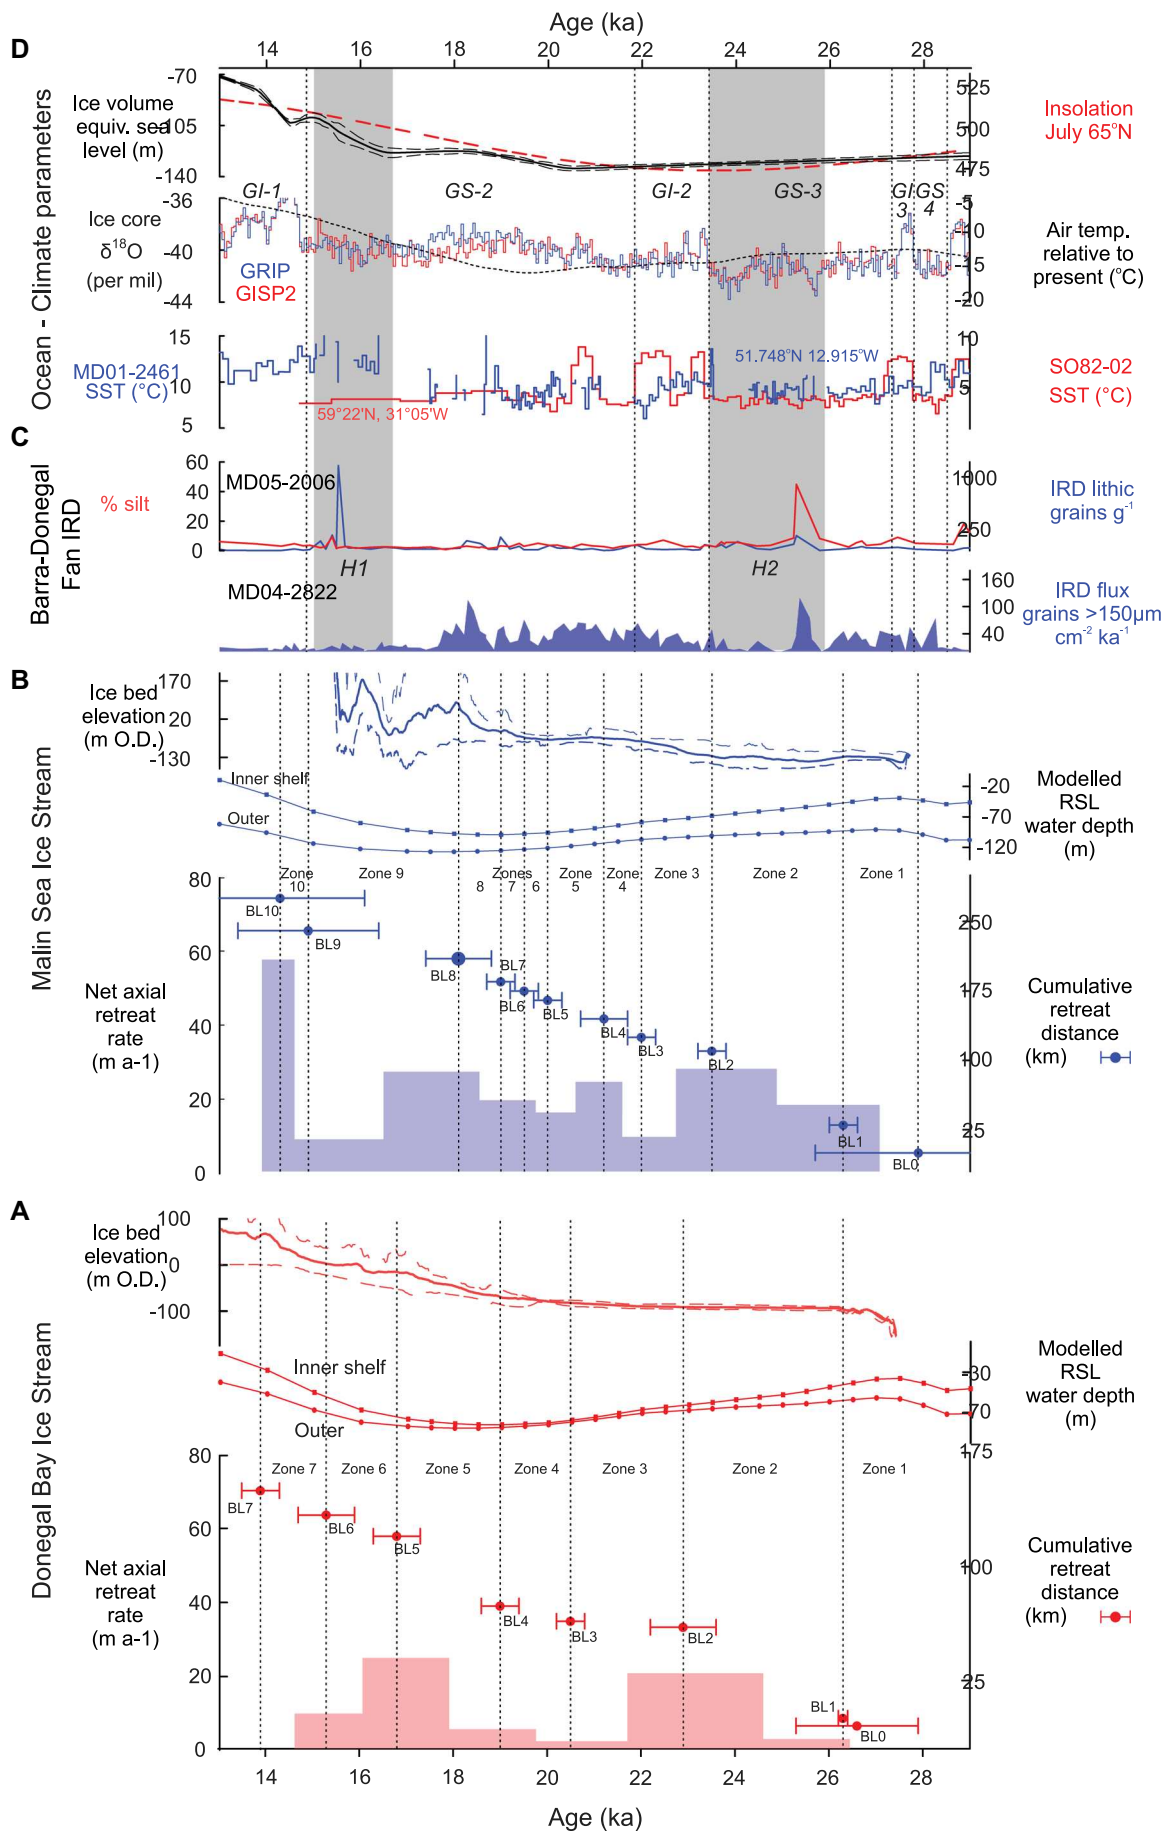 Age (ka)
14 16 18 20 22 24 26 28
D
Ocean - Climate parameters
Ice volume
equiv. sea
level (m)
-70
-105
-140
525
500
475
Insolation
July 65°N
GI-1
GS-2
GI-2
GS-3
GI
3
GS
4
Ice core
δ18O
(per mil)
-36
-40
-44
GRIP
GISP2
-5
-10
-15
-20
Air temp.
relative to
present (°C)
MD01-2461
SST (°C)
15
10
5
51.748°N 12.915°W
59°22'N, 31°05'W
10
5
SO82-02
SST (°C)
C
Barra-Donegal
Fan IRD
% silt
60
40
20
0
MD05-2006
1000
250
IRD lithic
grains g-1
H1
H2
MD04-2822
160
100
40
IRD flux
grains >150µm
cm-2 ka-1
B
Malin Sea Ice Stream
Ice bed
elevation
(m O.D.)
170
20
-130
Inner shelf
Outer
-20
-70
-120
Modelled
RSL
water depth
(m)
Zone
10
Zone 9
8
Zones
7
6
Zone
5
Zone
4
Zone 3
Zone 2
Zone 1
80
60
40
20
0
Net axial
retreat
rate
(m a-1)
BL10
BL9
BL8
BL7
BL6
BL5
BL4
BL3
BL2
BL1
BL0
250
175
100
25
Cumulative
retreat
distance
(km)
A
Donegal Bay Ice Stream
Ice bed
elevation
(m O.D.)
100
0
-100
Inner shelf
Outer
-30
-70
Modelled
RSL
water depth
(m)
Zone 7
Zone 6
Zone 5
Zone 4
Zone 3
Zone 2
Zone 1
80
60
40
20
0
Net axial
retreat
rate
(m a-1)
BL7
BL6
BL5
BL4
BL3
BL2
BL1
BL0
175
100
25
Cumulative
retreat
distance
(km)
14 16 18 20 22 24 26 28
Age (ka)